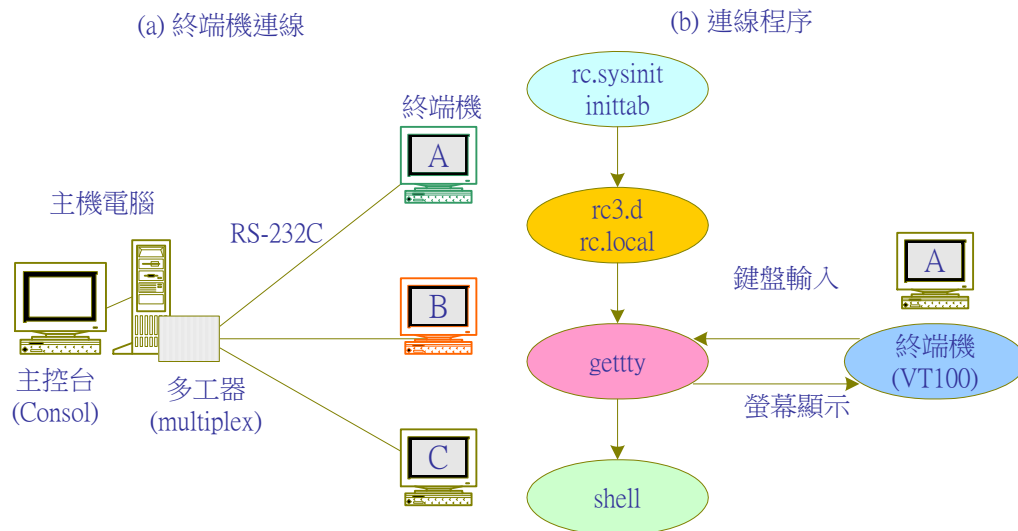 (a) 終端機連線
終端機
A
主機電腦
RS-232C
B
主控台
(Consol)
多工器
(multiplex)
C
(b) 連線程序
rc.sysinit
inittab
rc3.d
rc.local
鍵盤輸入
A
gettty
終端機
(VT100)
螢幕顯示
shell